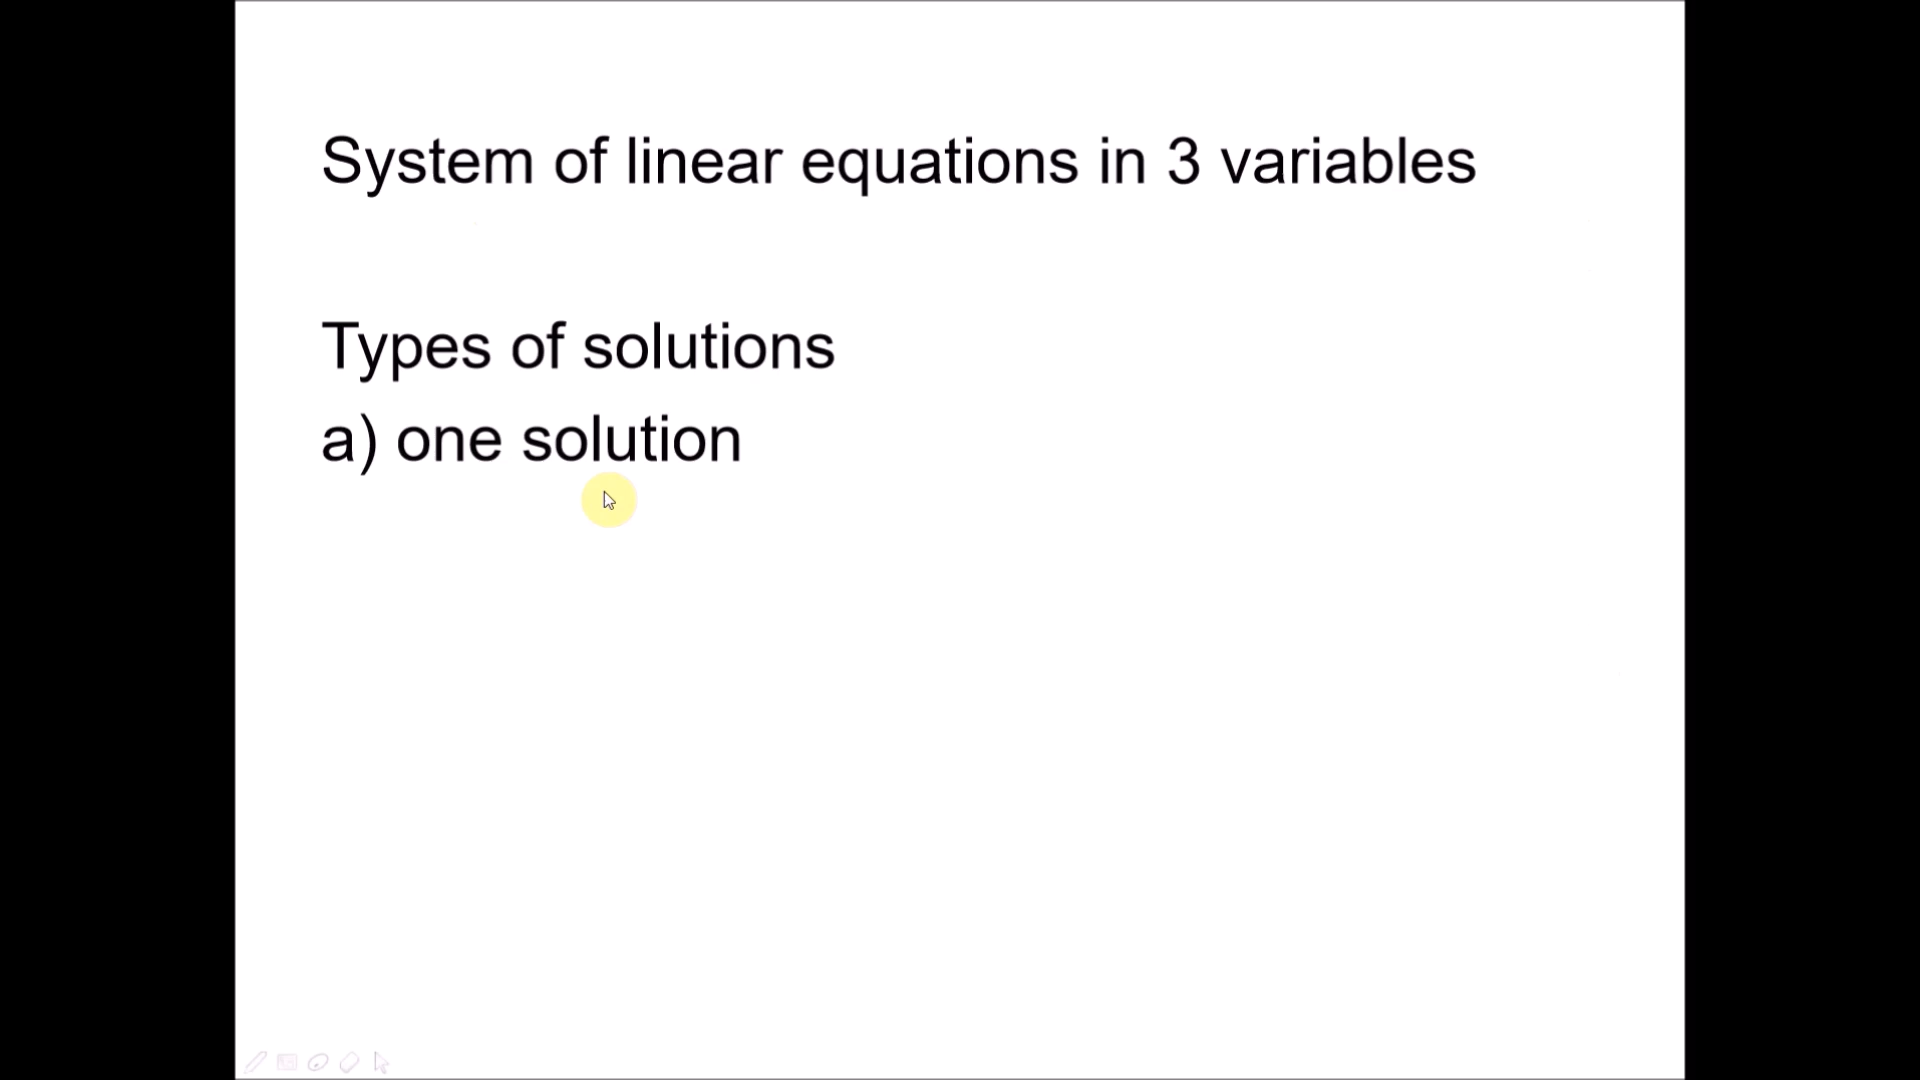 System of linear equations in 3 variables
Types of solutions
a) one solution